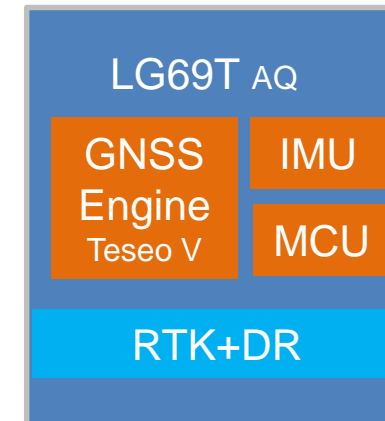 LG69T AQ
GNSS
Engine
Teseo V
IMU
MCU
RTK+DR